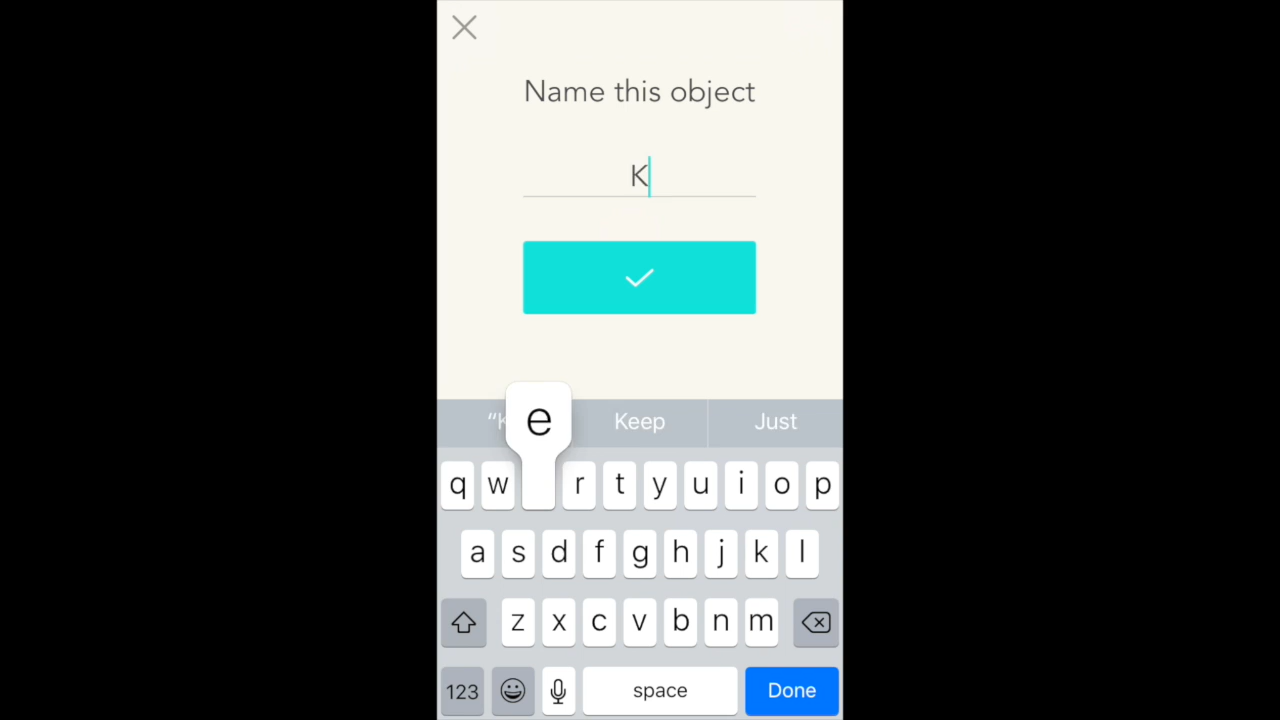 Name this object
K
"K
Keep
Just
e
q w r t y u i o p
a s d f g h j k l
z x c v b n m
123 space Done